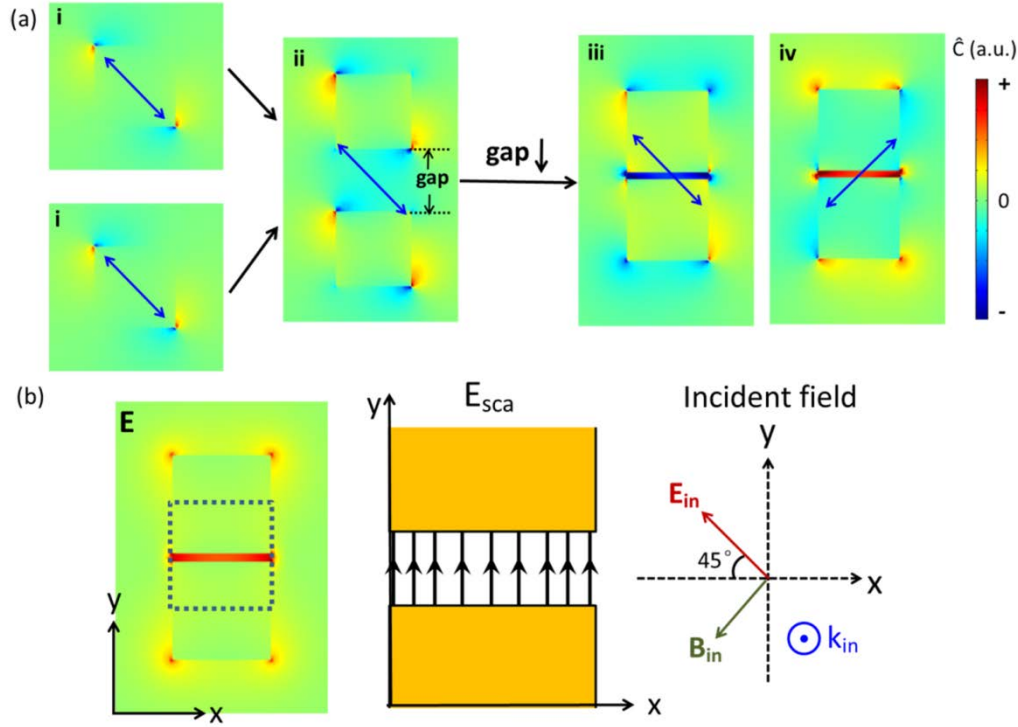 (a)
i
i
ii
gap
gap ↓
iii
iv
Ĉ (a.u.)
+
0
-
(b)
E
y
x
E_sca
y
x
Incident field
y
E_in
45°
x
B_in
k_in